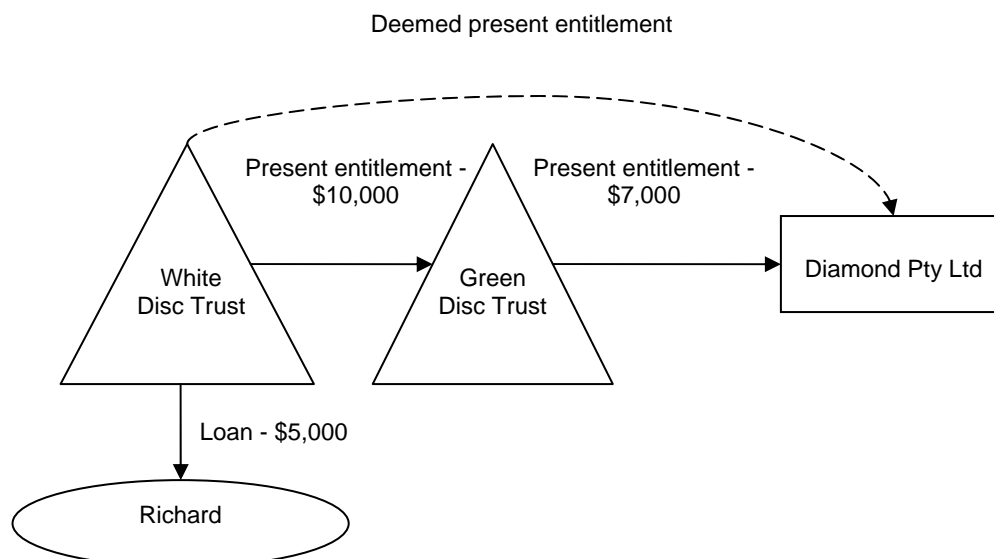 Deemed present entitlement
Present entitlement -
$10,000
Present entitlement -
$7,000
White
Disc Trust
Green
Disc Trust
Diamond Pty Ltd
Loan - $5,000
Richard